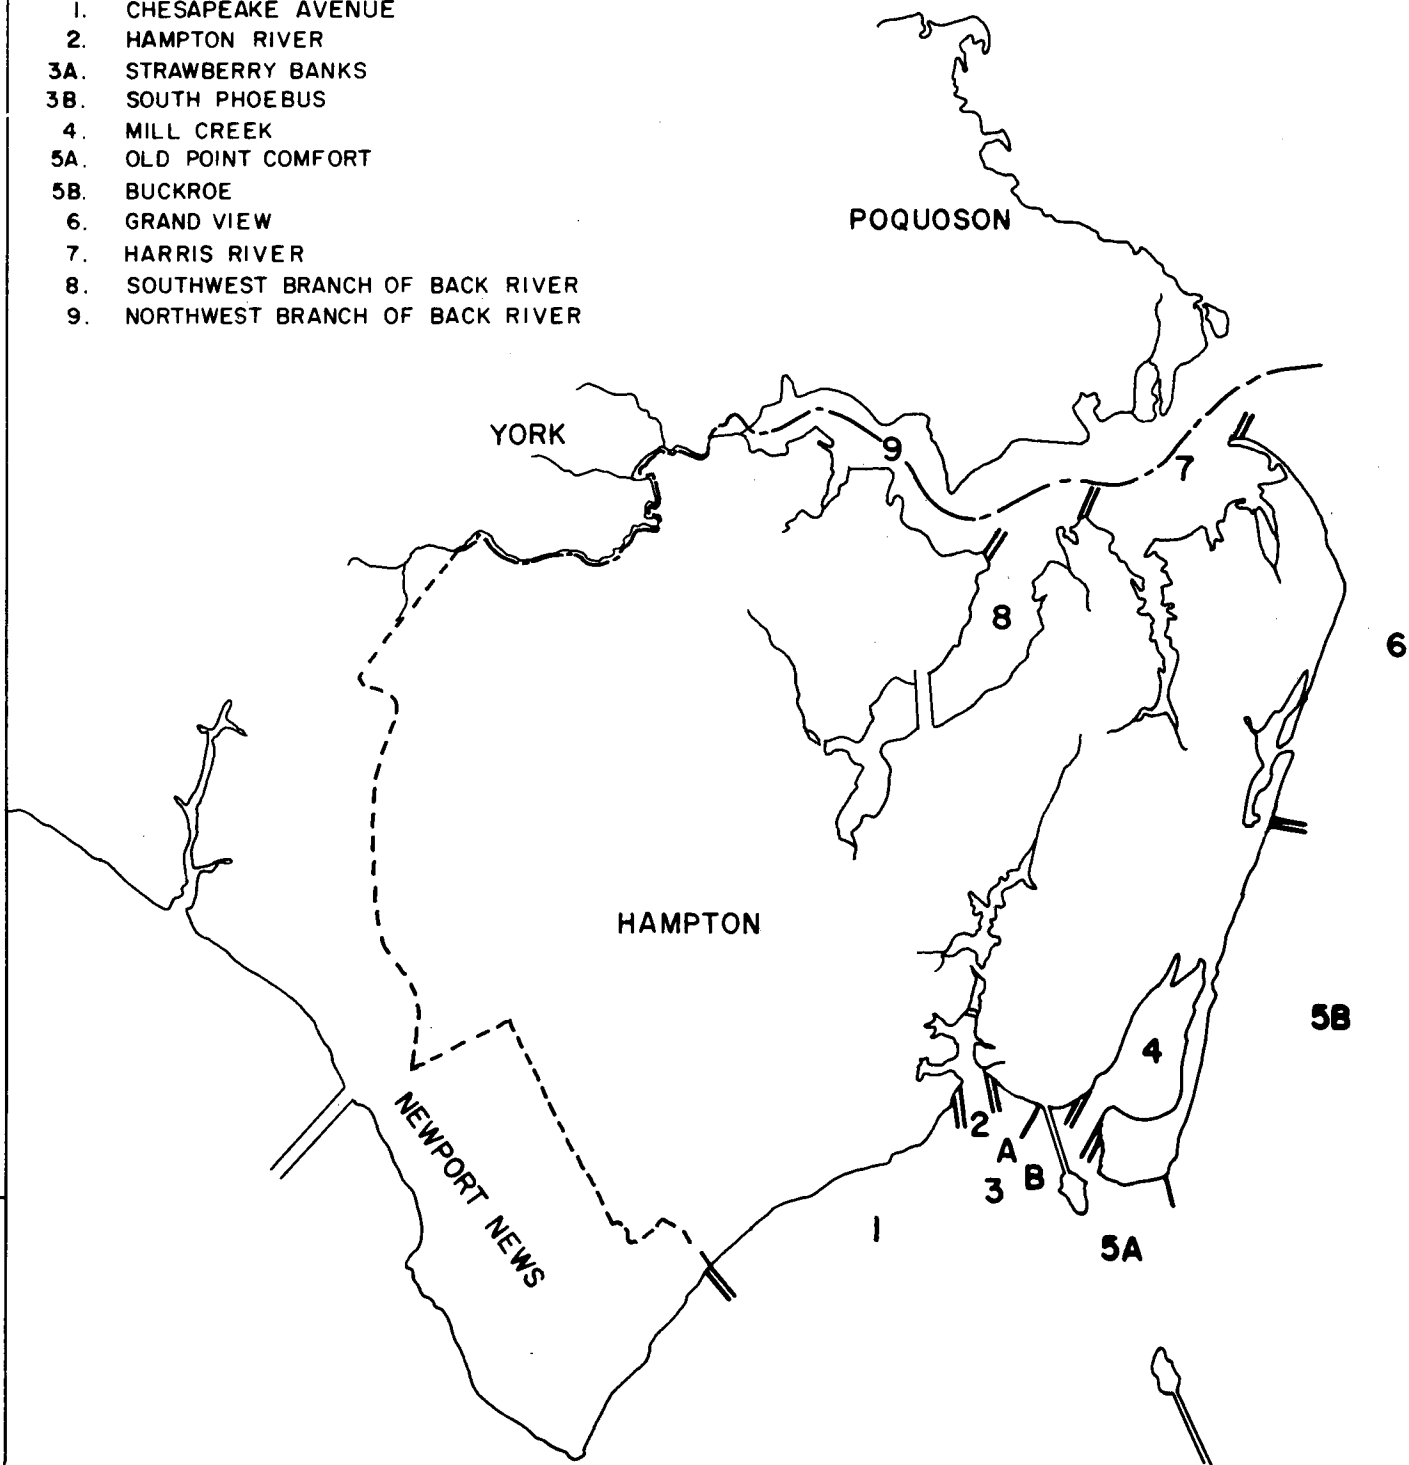 1. CHESAPEAKE AVENUE
2. HAMPTON RIVER
3A. STRAWBERRY BANKS
3B. SOUTH PHOEBUS
4. MILL CREEK
5A. OLD POINT COMFORT
5B. BUCKROE
6. GRAND VIEW
7. HARRIS RIVER
8. SOUTHWEST BRANCH OF BACK RIVER
9. NORTHWEST BRANCH OF BACK RIVER
POQUOSON
YORK
9
7
8
6
HAMPTON
5B
4
NEWPORT NEWS
2
A
B
3
1
5A